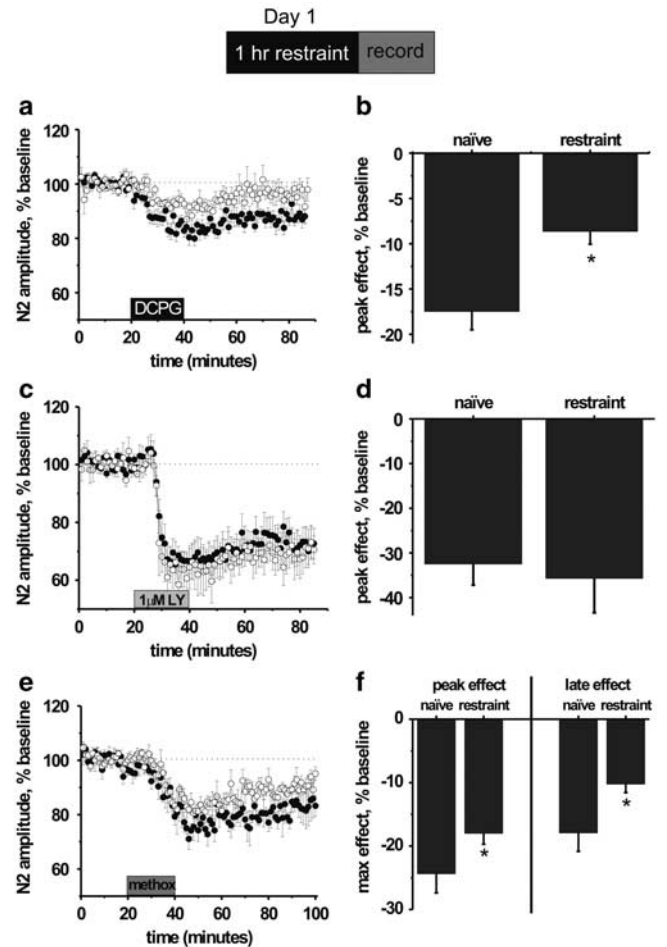 Day 1
1 hr restraint record
a
N2 amplitude, % baseline
120
100
80
60
DCPG
0 20 40 60 80
time (minutes)
b
naïve restraint
peak effect, % baseline
0
-5
-10
-15
-20
*
c
N2 amplitude, % baseline
120
100
80
60
1μM LY
0 20 40 60 80
time (minutes)
d
naïve restraint
peak effect, % baseline
0
-10
-20
-30
-40
e
N2 amplitude, % baseline
120
100
80
60
methox
0 20 40 60 80 100
time (minutes)
f
peak effect late effect
naïve restraint naïve restraint
max effect, % baseline
0
-10
-20
-30
*
*